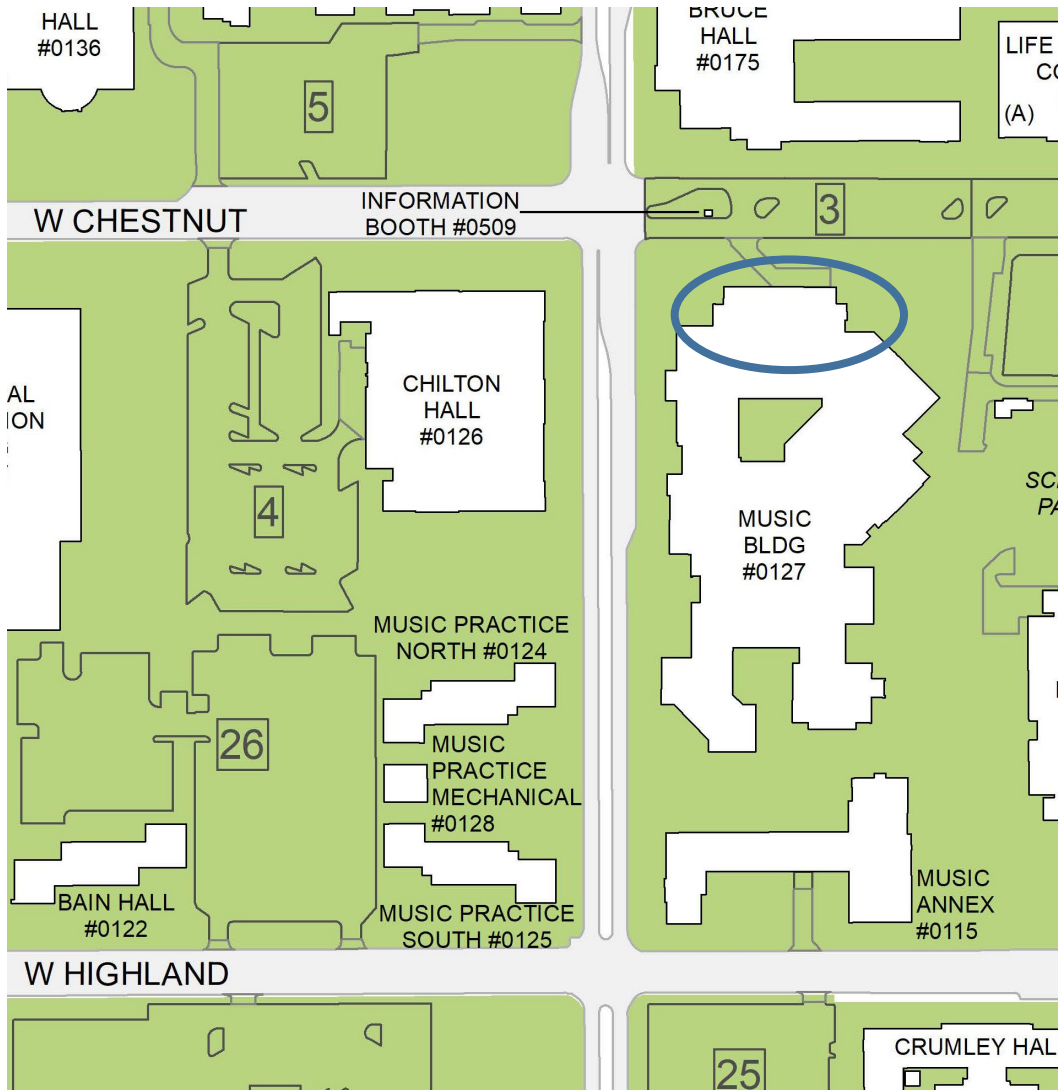 HALL
#0136
5
BRUCE
HALL
#0175
LIFE
(A)
W CHESTNUT
INFORMATION
BOOTH #0509
3
AL
ION
CHILTON
HALL
#0126
4
MUSIC
BLDG
#0127
MUSIC PRACTICE
NORTH #0124
26
MUSIC
PRACTICE
MECHANICAL
#0128
BAIN HALL
#0122
MUSIC PRACTICE
SOUTH #0125
MUSIC
ANNEX
#0115
W HIGHLAND
25
CRUMLEY HAL